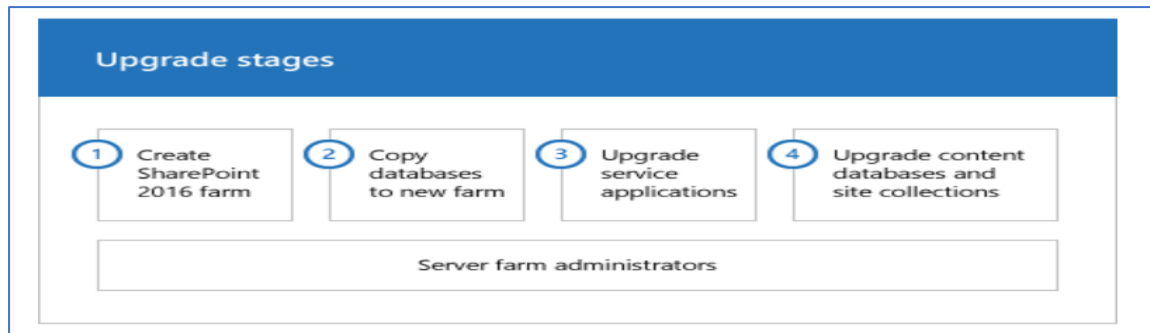 Upgrade stages
1
Create
SharePoint
2016 farm
2
Copy
databases
to new farm
3
Upgrade
service
applications
4
Upgrade content
databases and
site collections
Server farm administrators